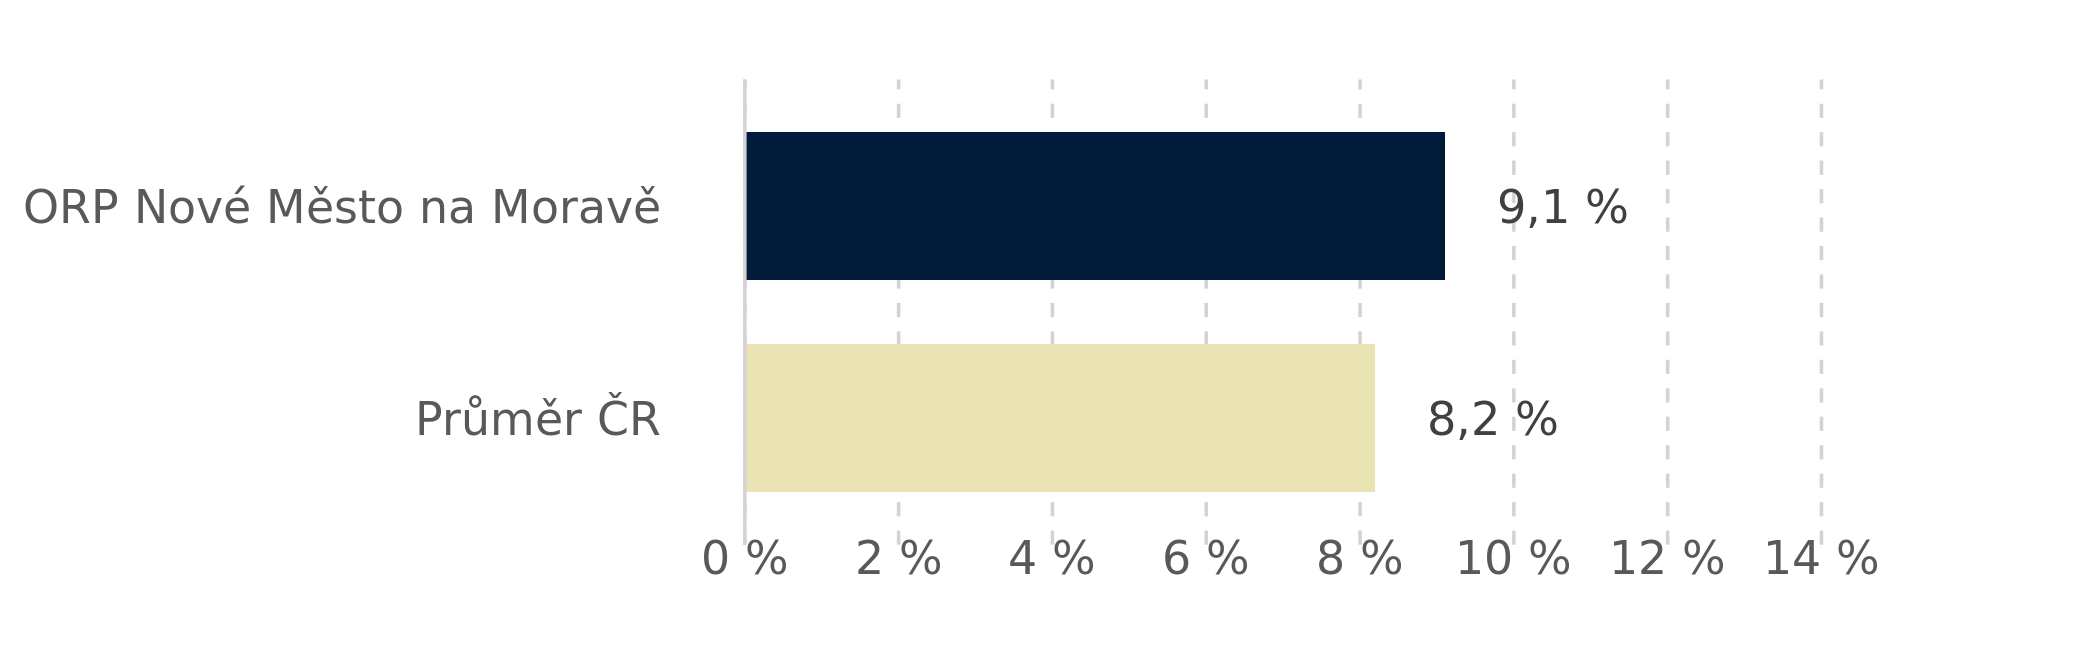 ORP Nové Město na Moravě
9,1 %
Průměr ČR
8,2 %
0 % 2 % 4 % 6 % 8 % 10 % 12 % 14 %